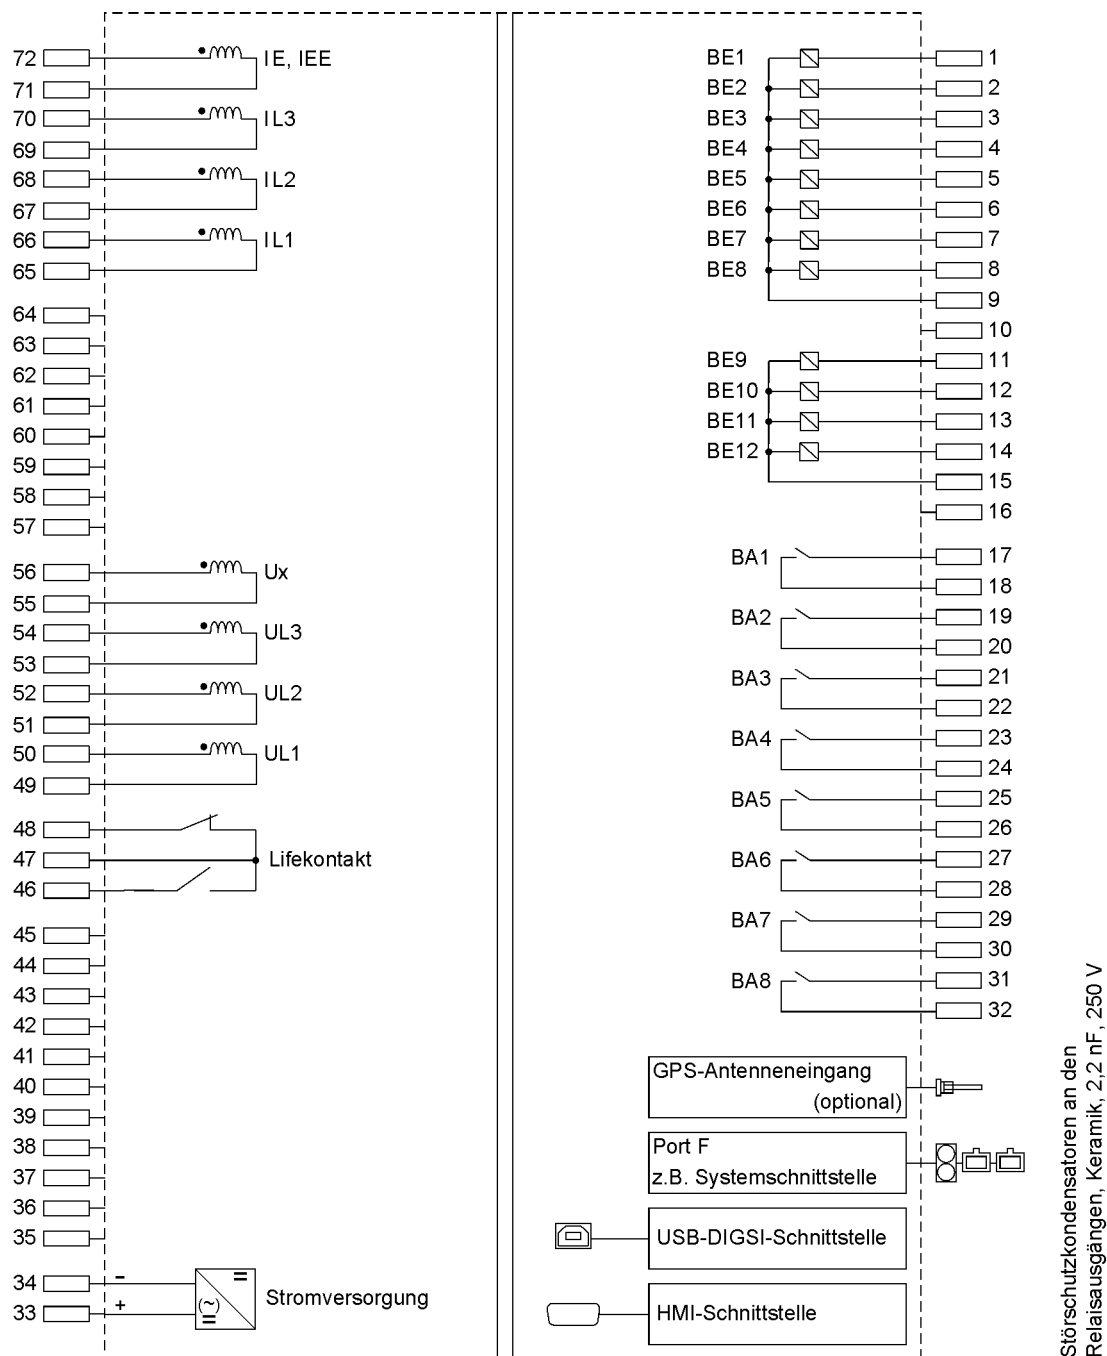 72 IE, IEE
71
70 IL3
69
68 IL2
67
66 IL1
65
64
63
62
61
60
59
58
57
56 Ux
55
54 UL3
53
52 UL2
51
50 UL1
49
48
47 Lifekontakt
46
45
44
43
42
41
40
39
38
37
36
35
34 -
33 + (~) Stromversorgung
BE1 1
BE2 2
BE3 3
BE4 4
BE5 5
BE6 6
BE7 7
BE8 8
9
10
BE9 11
BE10 12
BE11 13
BE12 14
15
16
BA1 17
18
BA2 19
20
BA3 21
22
BA4 23
24
BA5 25
26
BA6 27
28
BA7 29
30
BA8 31
32
GPS-Antenneneingang
(optional)
Port F
z.B. Systemschnittstelle
USB-DIGSI-Schnittstelle
HMI-Schnittstelle
Störschutzkondensatoren an den
Relaisausgängen, Keramik, 2,2 nF, 250 V